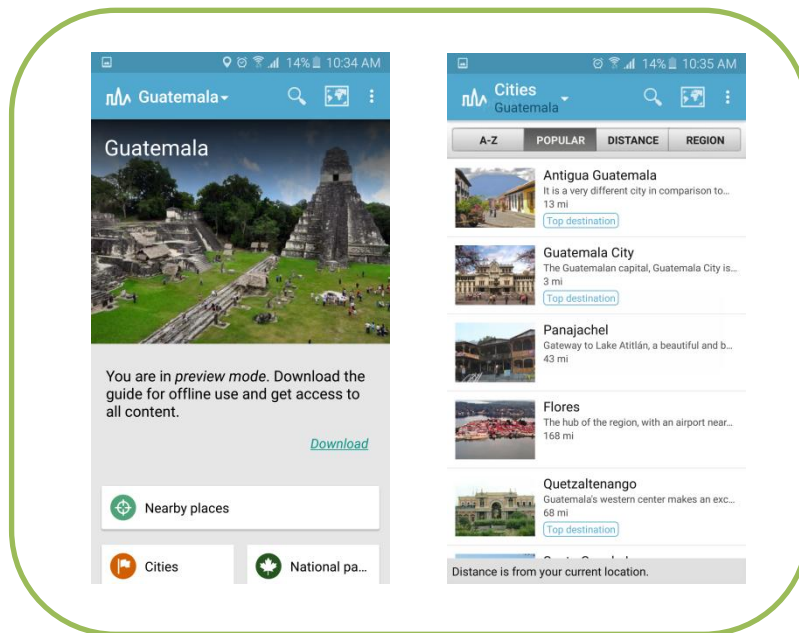 14% 10:34 AM
Guatemala
Guatemala
You are in preview mode. Download the
guide for offline use and get access to
all content.
Download
Nearby places
Cities
National pa...
14% 10:35 AM
Cities
Guatemala
A-Z POPULAR DISTANCE REGION
Antigua Guatemala
It is a very different city in comparison to...
13 mi
Top destination
Guatemala City
The Guatemalan capital, Guatemala City is...
3 mi
Top destination
Panajachel
Gateway to Lake Atitlán, a beautiful and b...
43 mi
Flores
The hub of the region, with an airport near...
168 mi
Quetzaltenango
Guatemala's western center makes an exc...
68 mi
Top destination
Distance is from your current location.